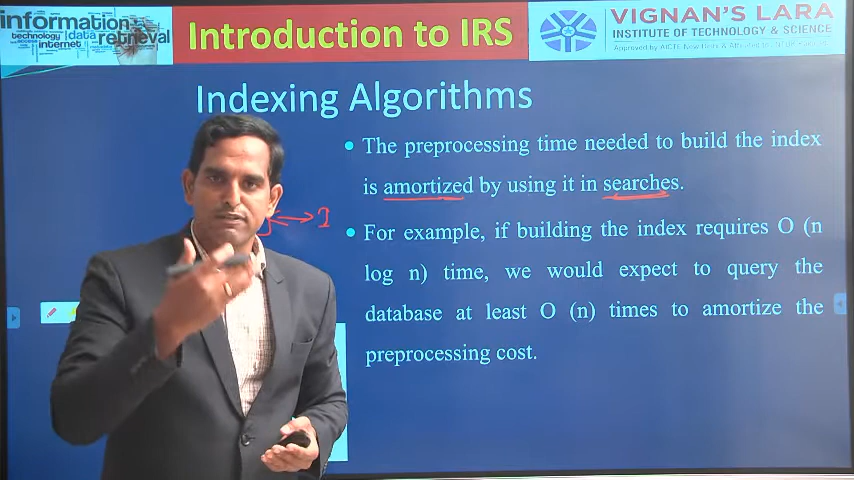 information
technology
data
internet
retrieval
Introduction to IRS
VIGNAN'S LARA
INSTITUTE OF TECHNOLOGY & SCIENCE
Indexing Algorithms
• The preprocessing time needed to build the index
is amortized by using it in searches.
• For example, if building the index requires O (n
log n) time, we would expect to query the
database at least O (n) times to amortize the
preprocessing cost.